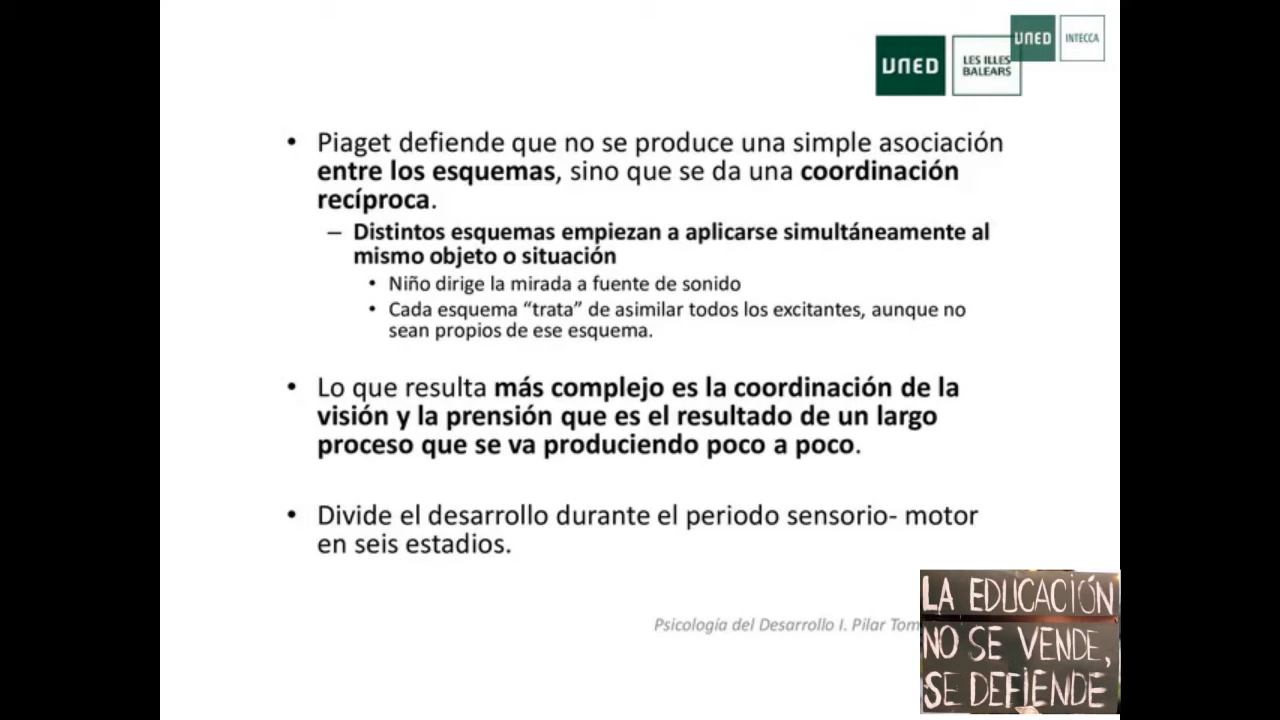 UNED
LES ILLES
BALEARS
UNED
INTECCA
• Piaget defiende que no se produce una simple asociación
entre los esquemas, sino que se da una coordinación
recíproca.
– Distintos esquemas empiezan a aplicarse simultáneamente al
mismo objeto o situación
• Niño dirige la mirada a fuente de sonido
• Cada esquema “trata” de asimilar todos los excitantes, aunque no
sean propios de ese esquema.
• Lo que resulta más complejo es la coordinación de la
visión y la prensión que es el resultado de un largo
proceso que se va produciendo poco a poco.
• Divide el desarrollo durante el periodo sensorio- motor
en seis estadios.
Psicología del Desarrollo I. Pilar Tom
LA EDUCACIÓN
NO SE VENDE,
SE DEFIENDE